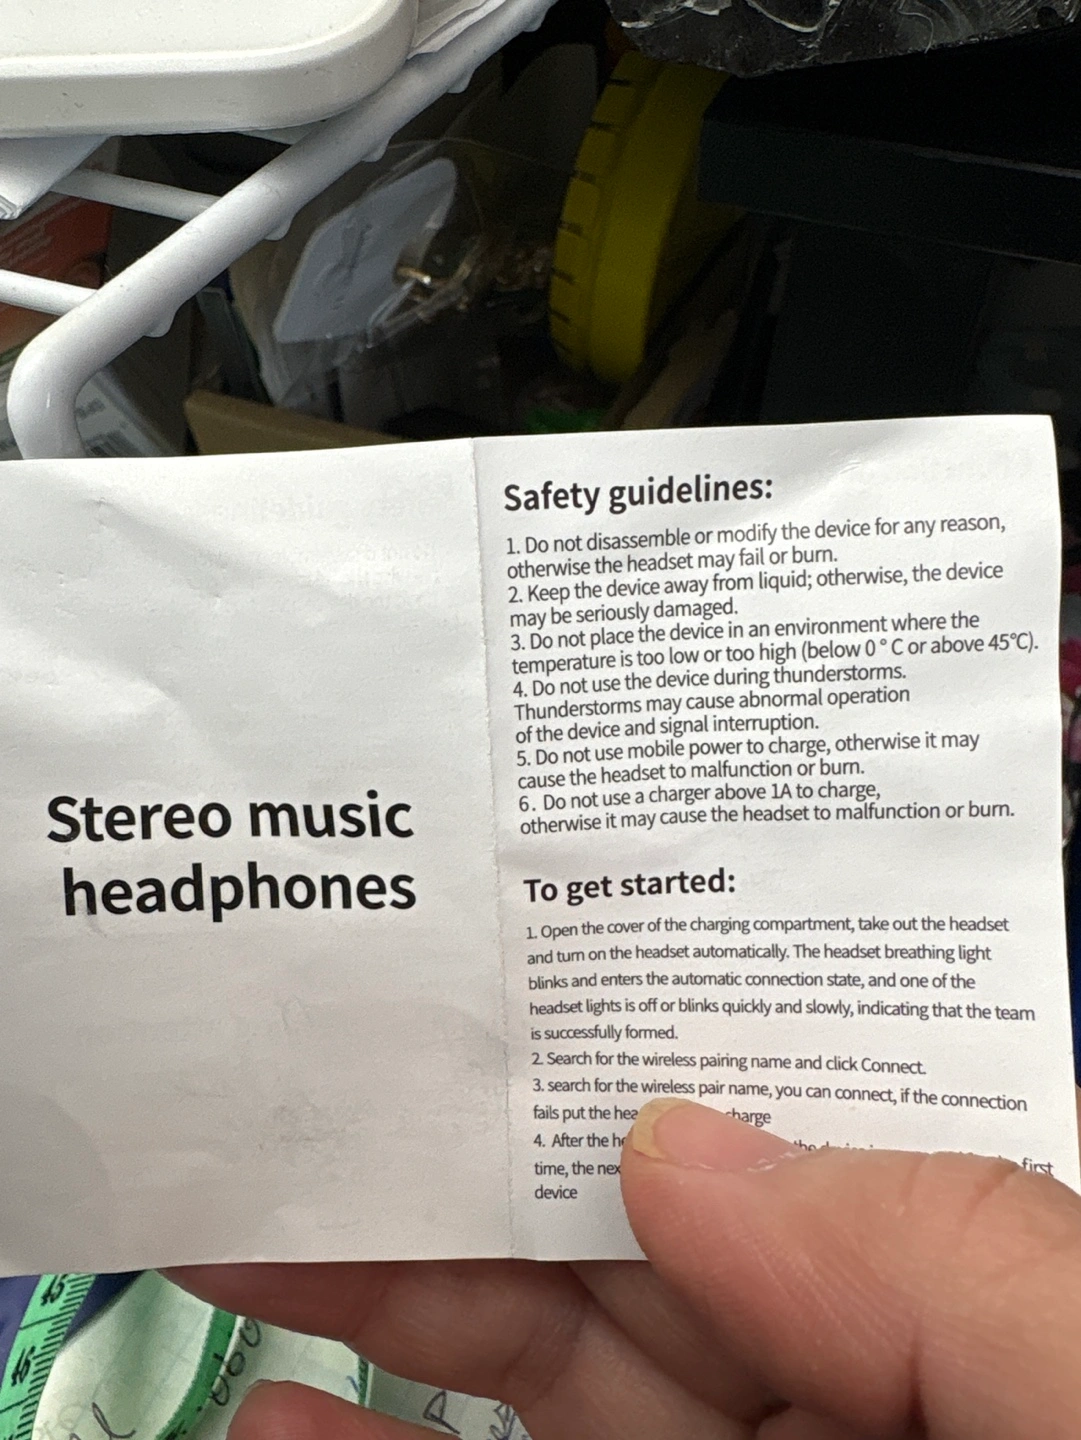 Stereo music
headphones
Safety guidelines:
1. Do not disassemble or modify the device for any reason,
otherwise the headset may fail or burn.
2. Keep the device away from liquid; otherwise, the device
may be seriously damaged.
3. Do not place the device in an environment where the
temperature is too low or too high (below 0° C or above 45℃).
4. Do not use the device during thunderstorms.
Thunderstorms may cause abnormal operation
of the device and signal interruption.
5. Do not use mobile power to charge, otherwise it may
cause the headset to malfunction or burn.
6. Do not use a charger above 1A to charge,
otherwise it may cause the headset to malfunction or burn.
To get started:
1. Open the cover of the charging compartment, take out the headset
and turn on the headset automatically. The headset breathing light
blinks and enters the automatic connection state, and one of the
headset lights is off or blinks quickly and slowly, indicating that the team
is successfully formed.
2. Search for the wireless pairing name and click Connect.
3. search for the wireless pair name, you can connect, if the connection
fails put the charge
4. After the first
time, the
device